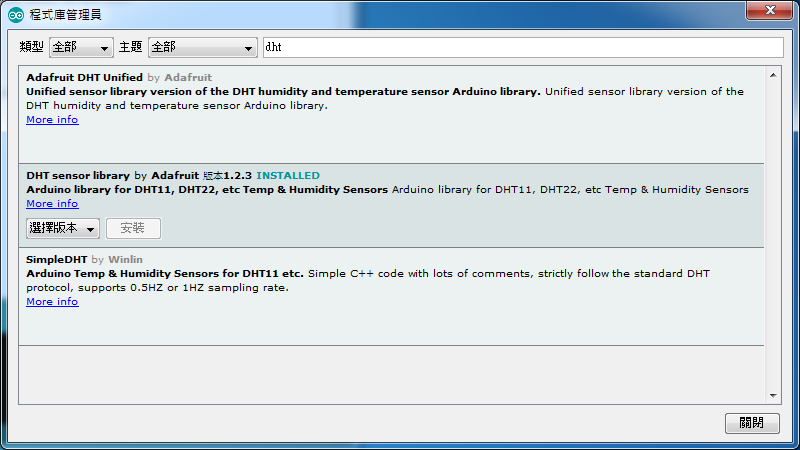 程式庫管理員
類型 全部 主題 全部 dht
Adafruit DHT Unified by Adafruit
Unified sensor library version of the DHT humidity and temperature sensor Arduino library. Unified sensor library version of the
DHT humidity and temperature sensor Arduino library.
More info
DHT sensor library by Adafruit 版本1.2.3 INSTALLED
Arduino library for DHT11, DHT22, etc Temp & Humidity Sensors Arduino library for DHT11, DHT22, etc Temp & Humidity Sensors
More info
選擇版本 安裝
SimpleDHT by Winlin
Arduino Temp & Humidity Sensors for DHT11 etc. Simple C++ code with lots of comments, strictly follow the standard DHT
protocol, supports 0.5HZ or 1HZ sampling rate.
More info
關閉